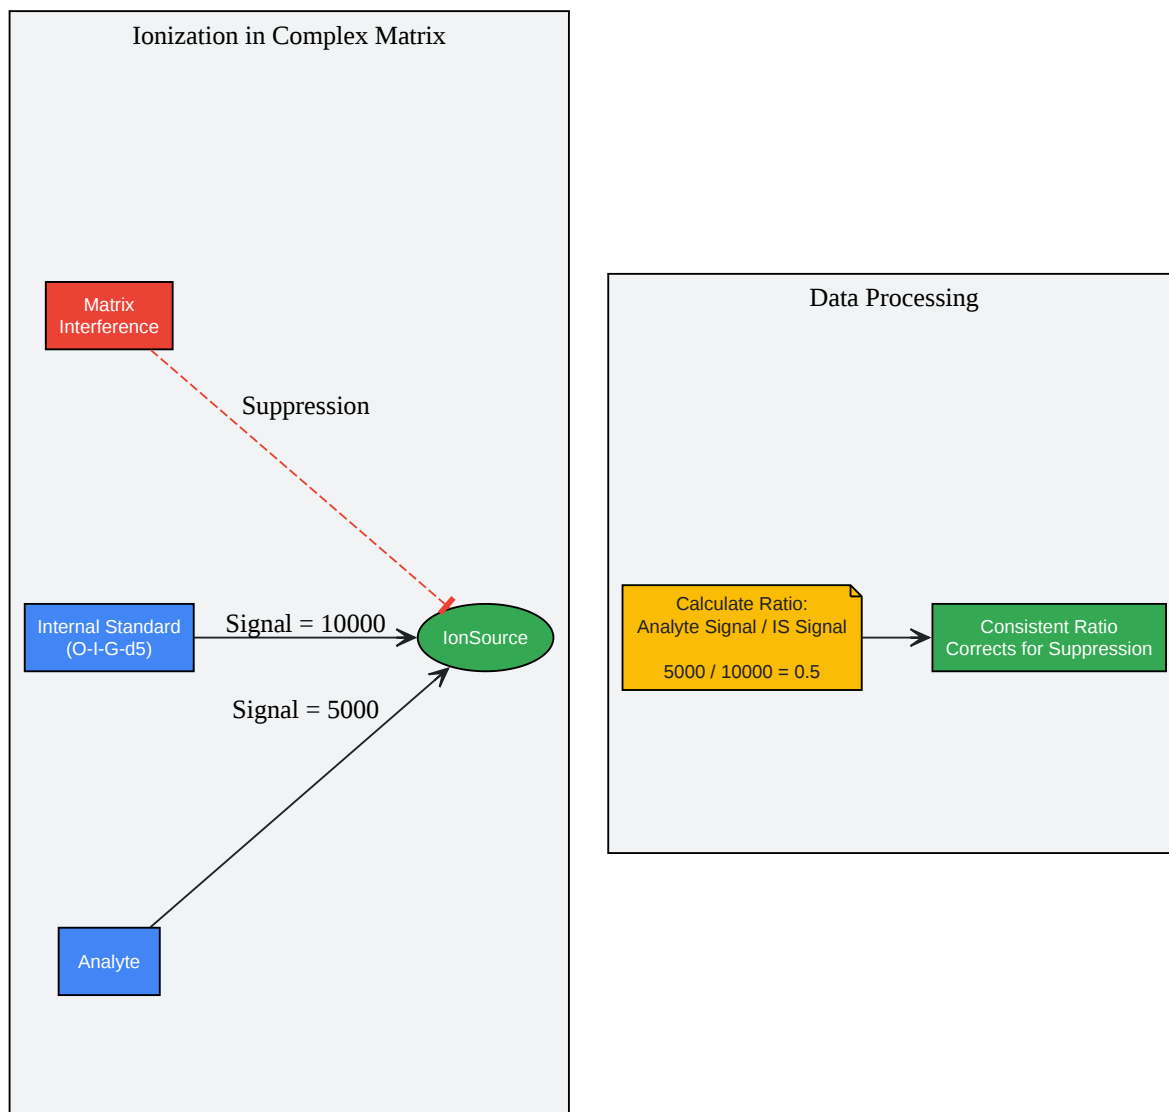 Ionization in Complex Matrix
Matrix
Interference
Suppression
Internal Standard
(O-I-G-d5)
Signal = 10000
IonSource
Signal = 5000
Analyte
Data Processing
Calculate Ratio:
Analyte Signal / IS Signal
5000 / 10000 = 0.5
Consistent Ratio
Corrects for Suppression